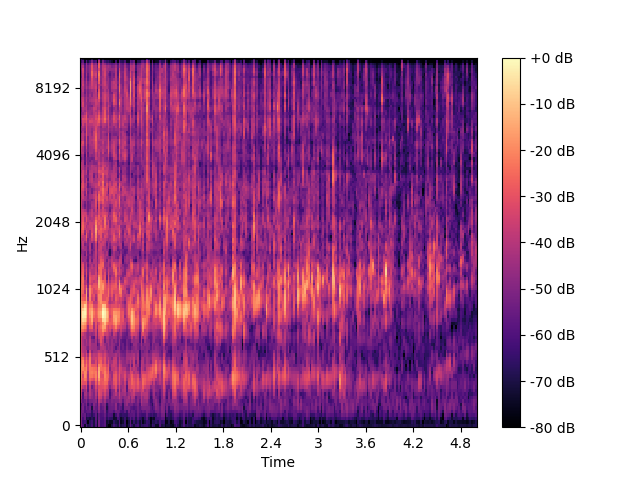 +0 dB
8192
-10 dB
4096
-20 dB
-30 dB
2048
Hz
-40 dB
1024
-50 dB
512
-60 dB
-70 dB
0
-80 dB
0 0.6 1.2 1.8 2.4 3 3.6 4.2 4.8
Time